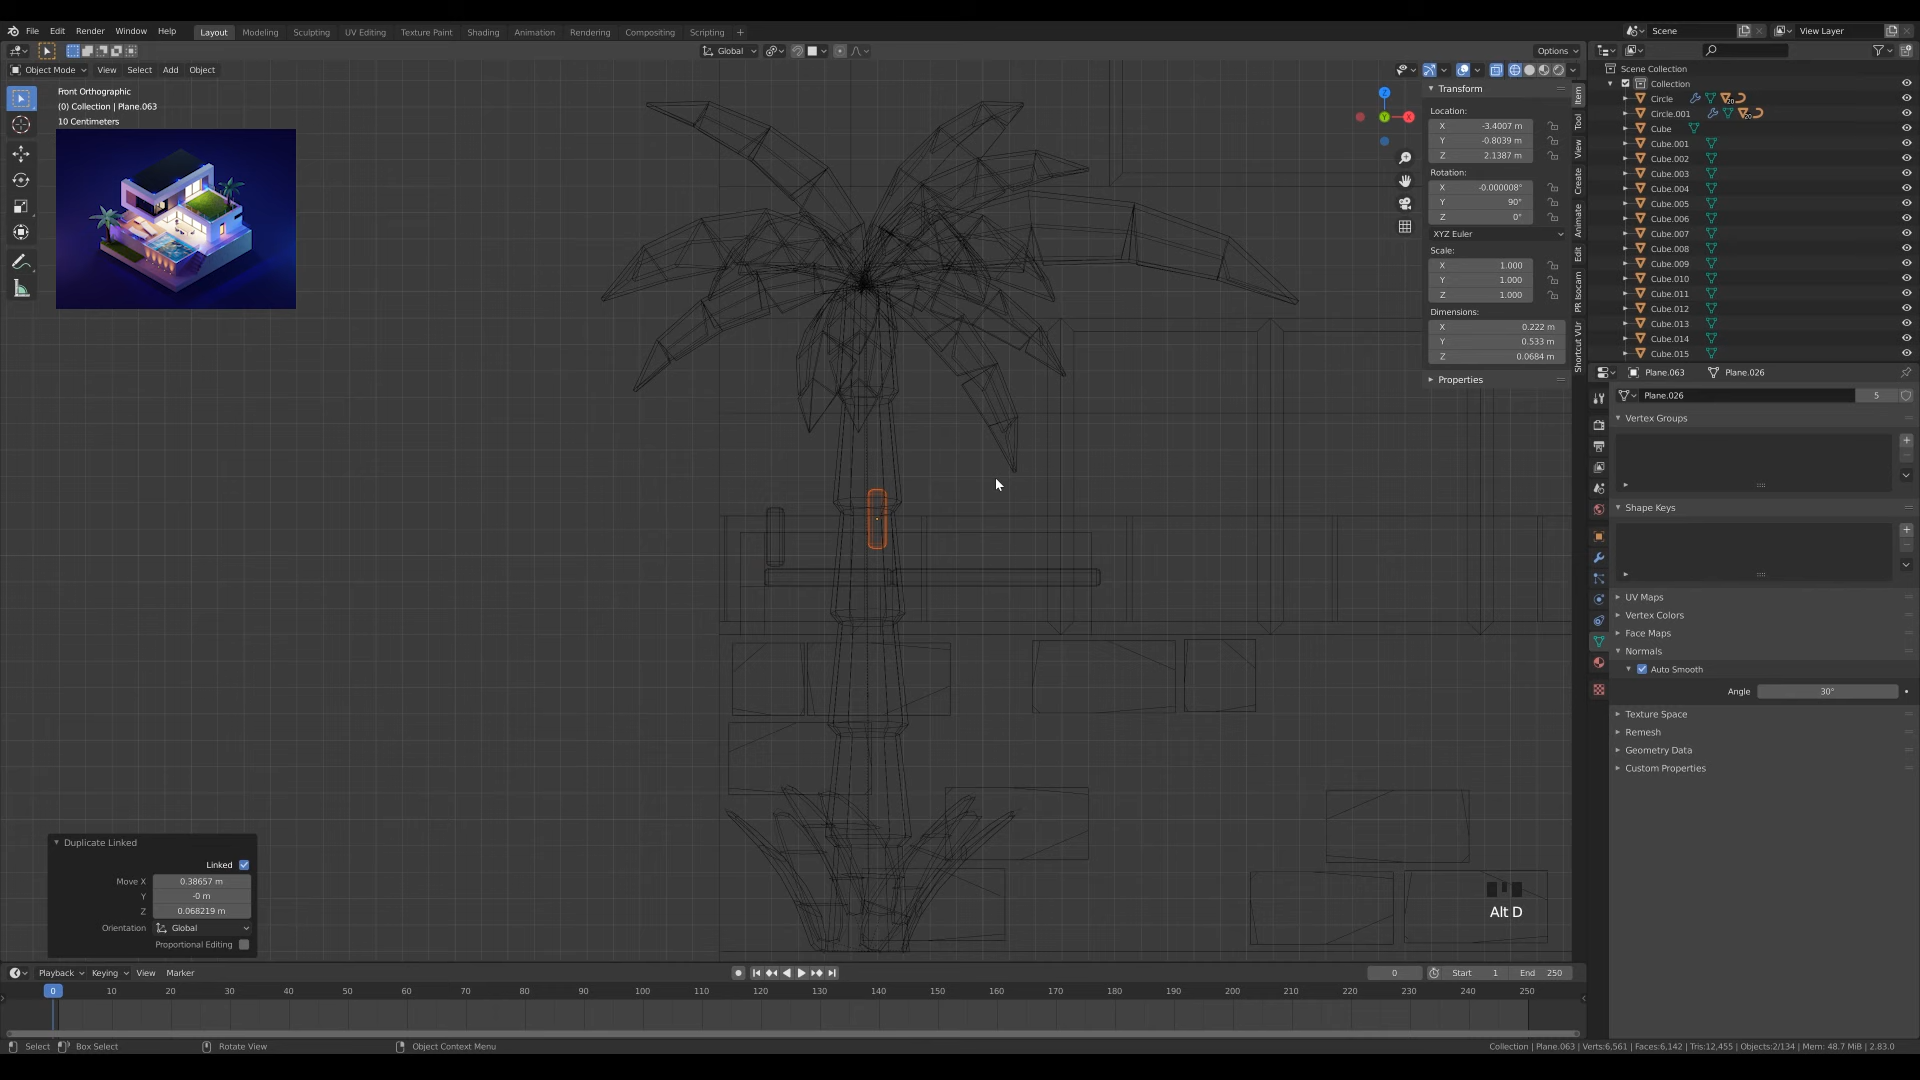 File Edit Render Window Help Layout Modeling Sculpting UV Editing Texture Paint Shading Animation Rendering Compositing Scripting +
Scene
View Layer
Global
Options
Object Mode View Select Add Object
Front Orthographic
(0) Collection | Plane.063
10 Centimeters
Z
Y
X
Transform
Location:
X -3.4007 m
Y -0.8039 m
Z 2.1387 m
Rotation:
X -0.000008°
Y 90°
Z 0°
XYZ Euler
Scale:
X 1.000
Y 1.000
Z 1.000
Dimensions:
X 0.222 m
Y 0.533 m
Z 0.0684 m
Properties
Item
Tool
View
Create
Animate
Edit
PR Isocam
Shortcut VUr
Scene Collection
Collection
Circle
Circle.001
Cube
Cube.001
Cube.002
Cube.003
Cube.004
Cube.005
Cube.006
Cube.007
Cube.008
Cube.009
Cube.010
Cube.011
Cube.012
Cube.013
Cube.014
Cube.015
Plane.063 Plane.026
Plane.026 5
Vertex Groups
Shape Keys
UV Maps
Vertex Colors
Face Maps
Normals
Auto Smooth
Angle 30°
Texture Space
Remesh
Geometry Data
Custom Properties
Duplicate Linked
Linked
Move X 0.38657 m
Y -0 m
Z 0.068219 m
Orientation Global
Proportional Editing
Alt D
Playback Keying View Marker
0 Start 1 End 250
0 10 20 30 40 50 60 70 80 90 100 110 120 130 140 150 160 170 180 190 200 210 220 230 240 250
Select Box Select Rotate View Object Context Menu
Collection | Plane.063 | Verts:6,561 | Faces:6,142 | Tris:12,455 | Objects:2/134 | Mem: 48.7 MiB | 2.83.0